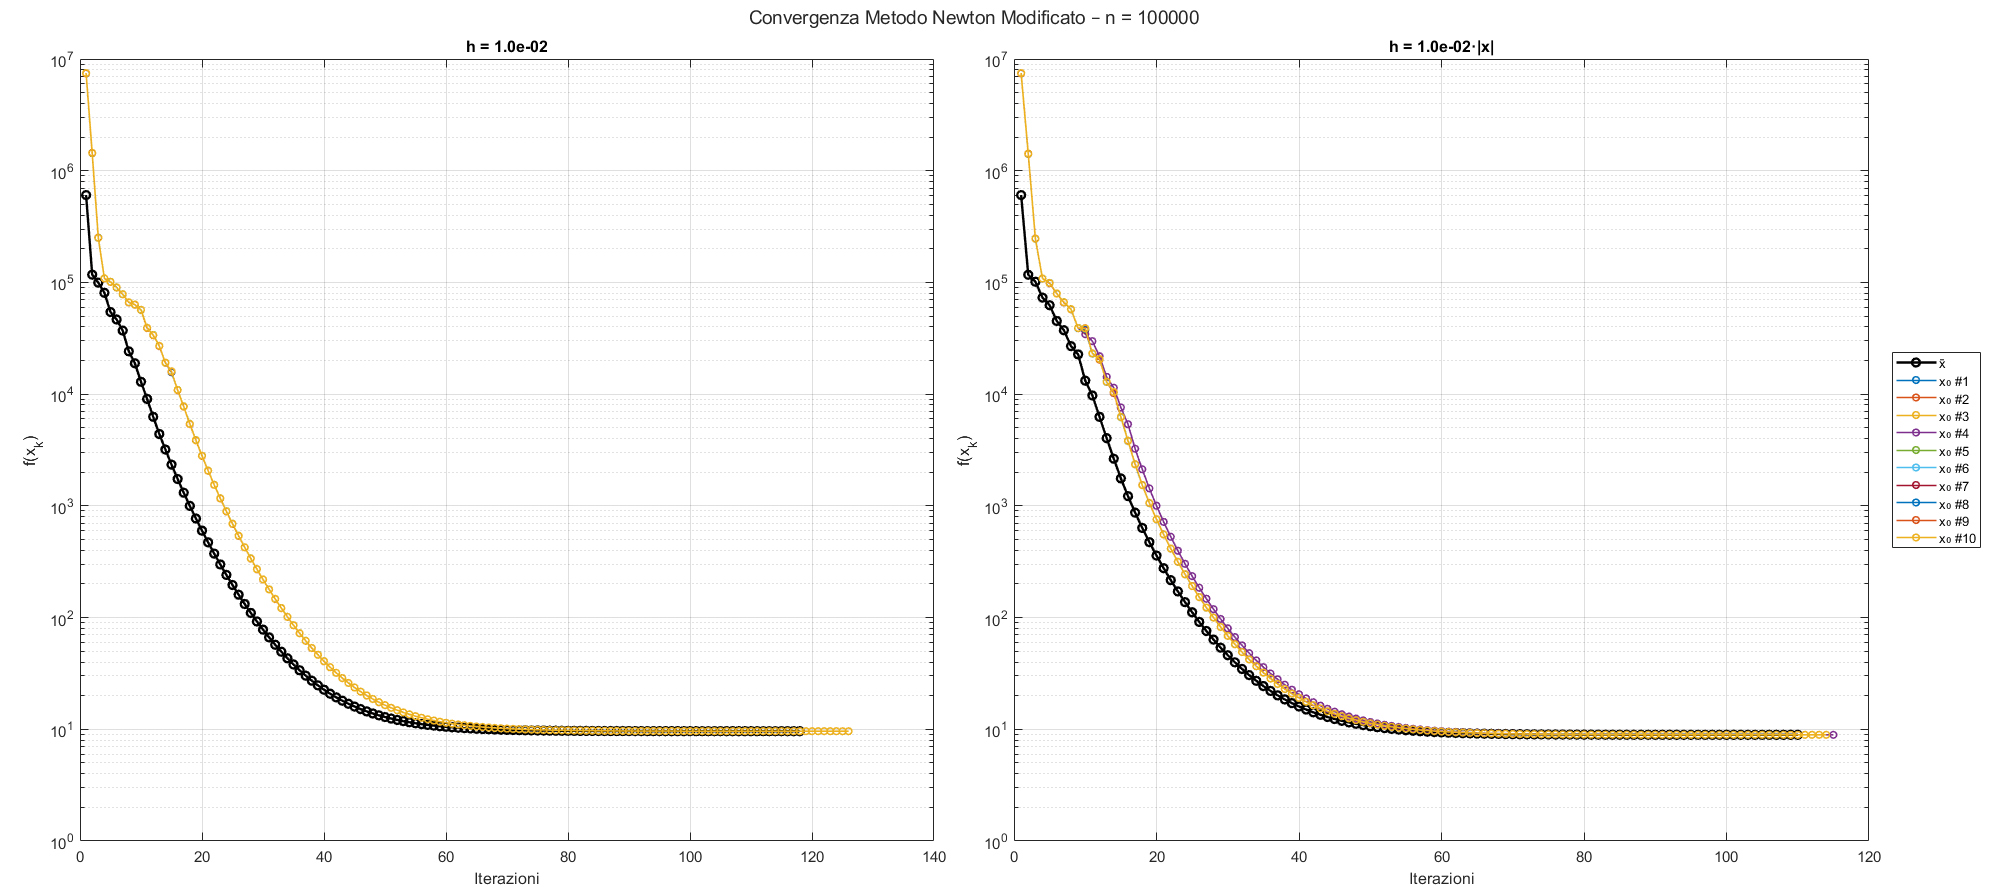 Convergenza Metodo Newton Modificato – n = 100000
h = 1.0e-02
10^7
10^6
10^5
10^4
10^3
10^2
10^1
10^0
f(x_k)
0 20 40 60 80 100 120 140
Iterazioni
h = 1.0e-02·|x|
10^7
10^6
10^5
10^4
10^3
10^2
10^1
10^0
f(x_k)
0 20 40 60 80 100 120
Iterazioni
x̄
x₀ #1
x₀ #2
x₀ #3
x₀ #4
x₀ #5
x₀ #6
x₀ #7
x₀ #8
x₀ #9
x₀ #10